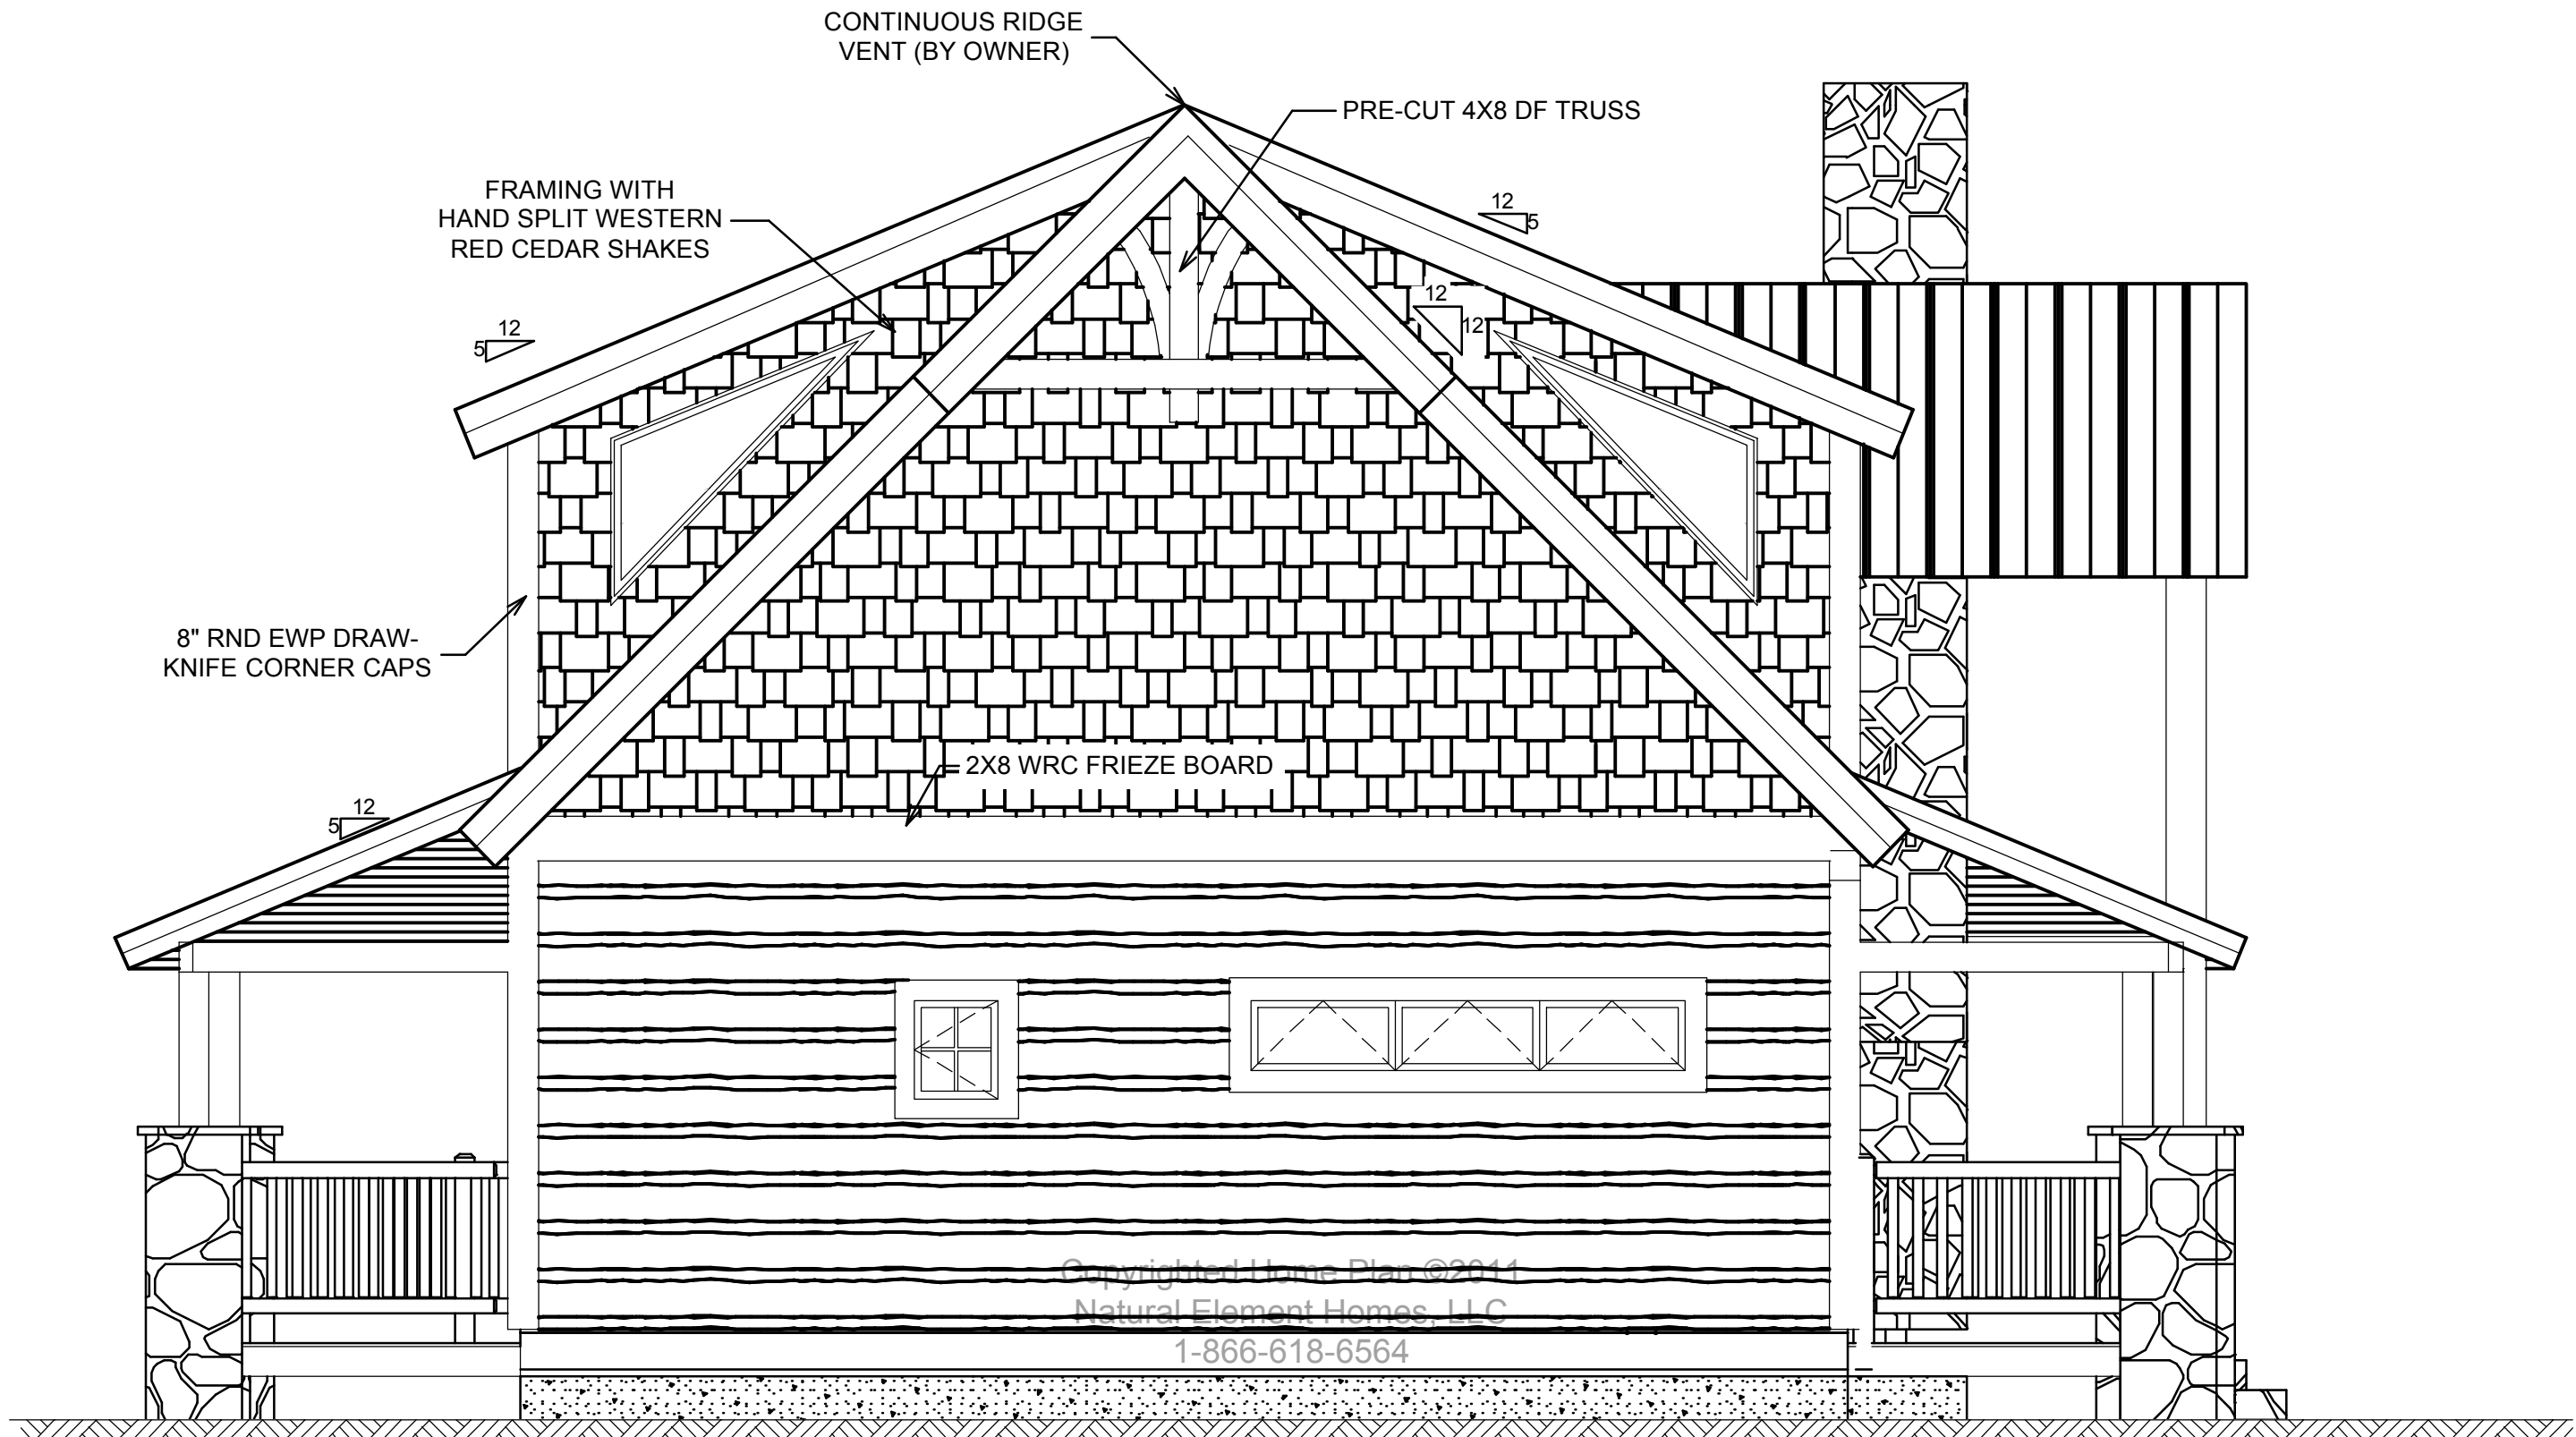 CONTINUOUS RIDGE
VENT (BY OWNER)
PRE-CUT 4X8 DF TRUSS
FRAMING WITH
HAND SPLIT WESTERN
RED CEDAR SHAKES
12
5
12
12
12
5
8" RND EWP DRAW-
KNIFE CORNER CAPS
2X8 WRC FRIEZE BOARD
12
5
Copyrighted Home Plan ©2011
Natural Element Homes, LLC
1-866-618-6564